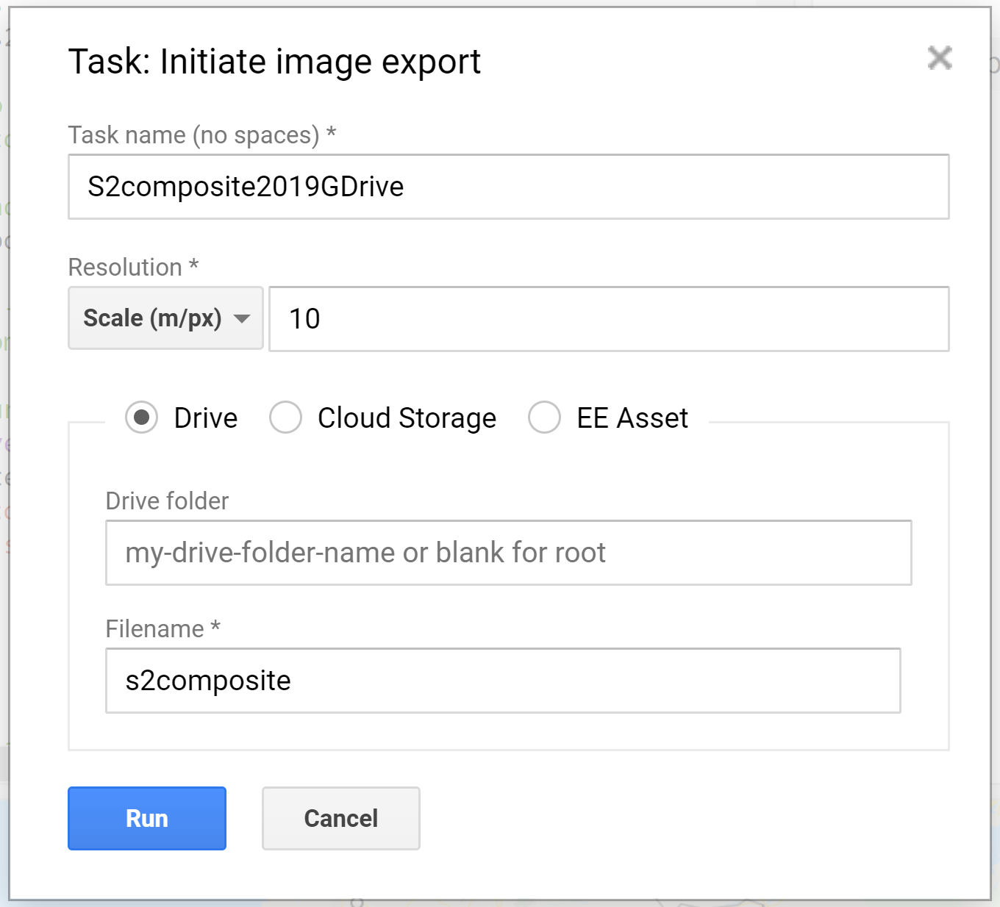 Task: Initiate image export
Task name (no spaces) *
S2composite2019GDrive
Resolution *
Scale (m/px) 10
Drive Cloud Storage EE Asset
Drive folder
my-drive-folder-name or blank for root
Filename *
s2composite
Run Cancel